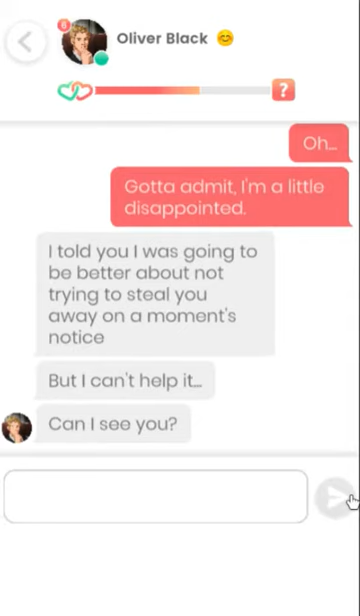 6
Oliver Black 😊
?
Oh...
Gotta admit, I'm a little
disappointed.
I told you I was going to
be better about not
trying to steal you
away on a moment's
notice
But I can't help it...
Can I see you?